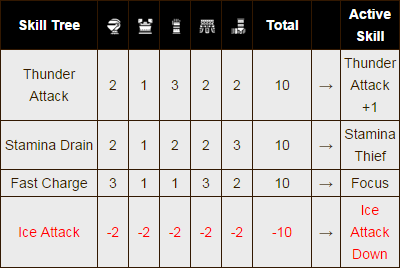 Skill Tree Total Active Skill
Thunder Attack 2 1 3 2 2 10 → Thunder Attack +1
Stamina Drain 2 1 2 2 3 10 → Stamina Thief
Fast Charge 3 1 1 3 2 10 → Focus
Ice Attack -2 -2 -2 -2 -2 -10 → Ice Attack Down